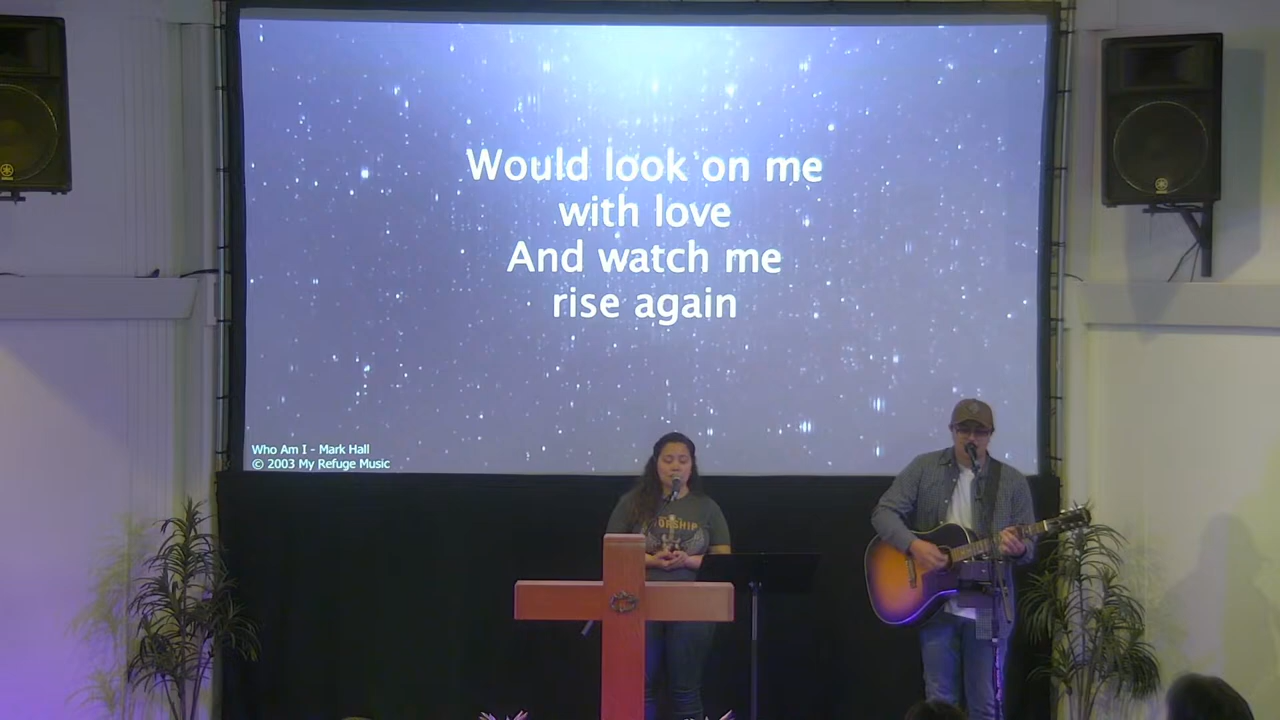 Would look on me
with love
And watch me
rise again
Who Am I - Mark Hall
© 2003 My Refuge Music
WORSHIP